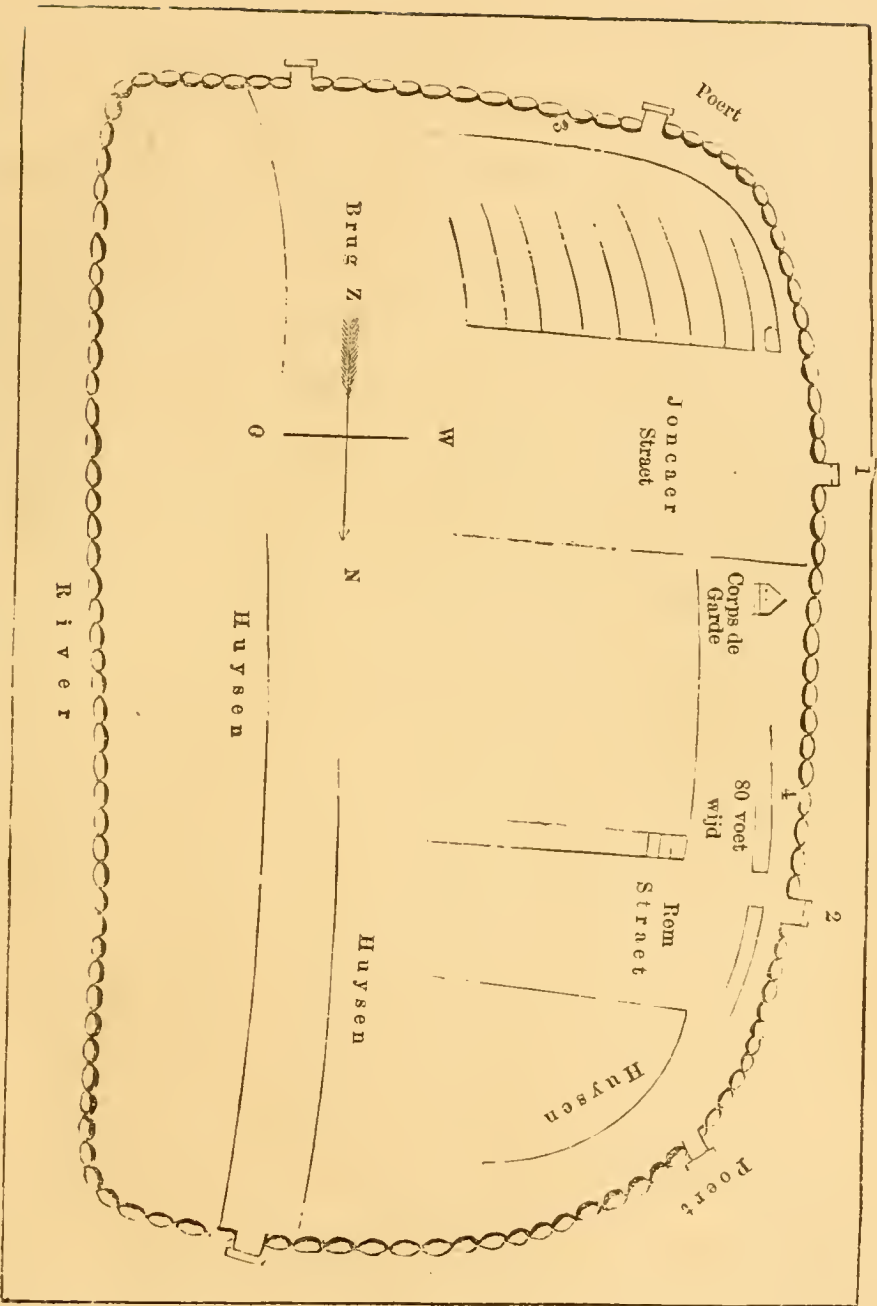 Poert
3
Brug Z
Joncaer
Straet
1
W
O
N
Corps de
Garde
River
Huysen
80 voet
wijd
4
2
Rem
Straet
Huysen
Huysen
Poert